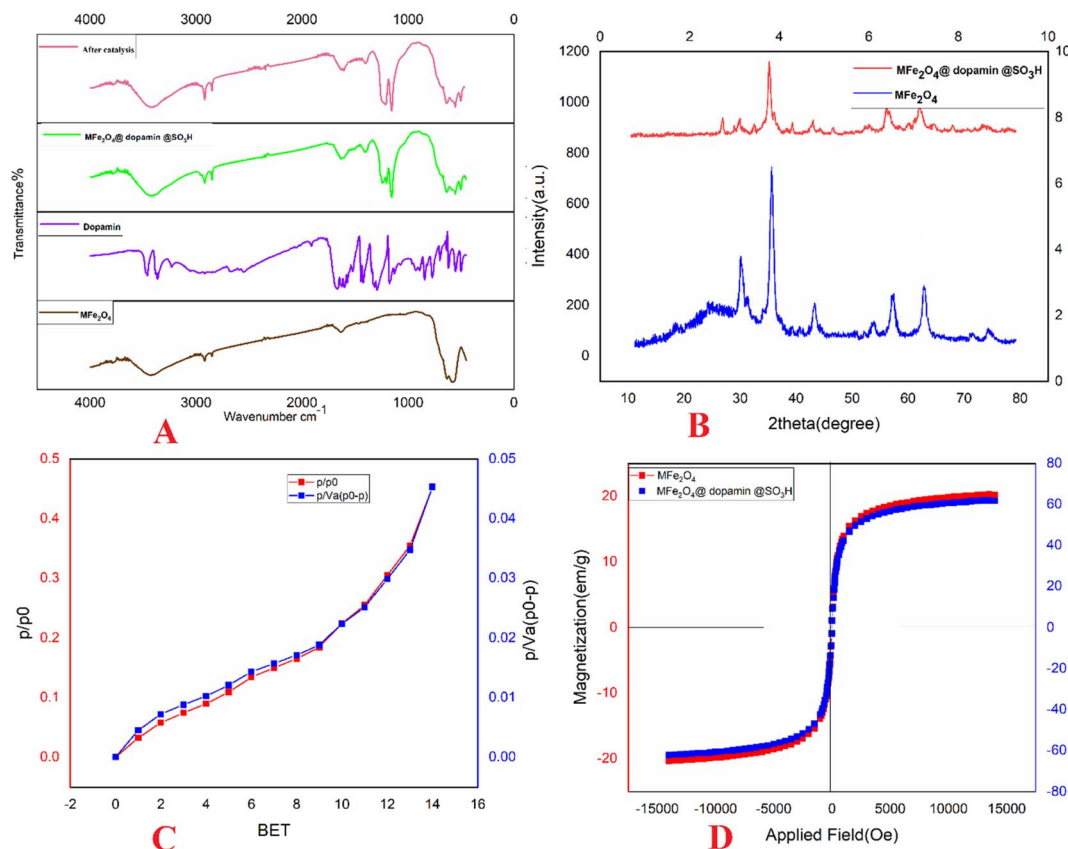 4000 3000 2000 1000 0
After catalysis
MFe₂O₄@ dopamin @SO₃H
Dopamin
MFe₂O₄
Transmittance%
4000 3000 2000 1000 0
Wavenumber cm⁻¹
A
0 2 4 6 8 10
1200
1000
800
600
400
200
0
Intensity(a.u.)
MFe₂O₄@ dopamin @SO₃H
MFe₂O₄
10
8
6
4
2
0
10 20 30 40 50 60 70 80
2theta(degree)
B
0.5
0.4
0.3
0.2
0.1
0.0
p/p0
p/p0
p/Va(p0-p)
0.05
0.04
0.03
0.02
0.01
0.00
p/Va(p0-p)
-2 0 2 4 6 8 10 12 14 16
BET
C
20
10
0
-10
-20
Magnetization(em/g)
MFe₂O₄
MFe₂O₄@ dopamin @SO₃H
80
60
40
20
0
-20
-40
-60
-80
-15000 -10000 -5000 0 5000 10000 15000
Applied Field(Oe)
D